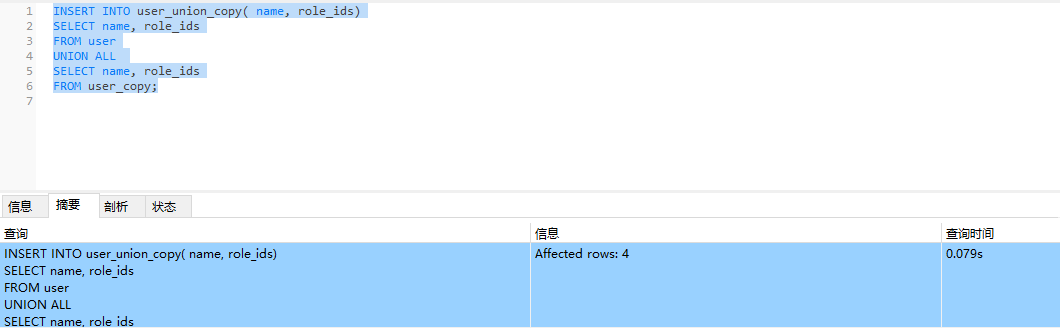 1 INSERT INTO user_union_copy( name, role_ids)
2 SELECT name, role_ids
3 FROM user
4 UNION ALL
5 SELECT name, role_ids
6 FROM user_copy;
7
信息 摘要 剖析 状态
查询 信息 查询时间
INSERT INTO user_union_copy( name, role_ids) Affected rows: 4 0.079s
SELECT name, role_ids
FROM user
UNION ALL
SELECT name, role_ids